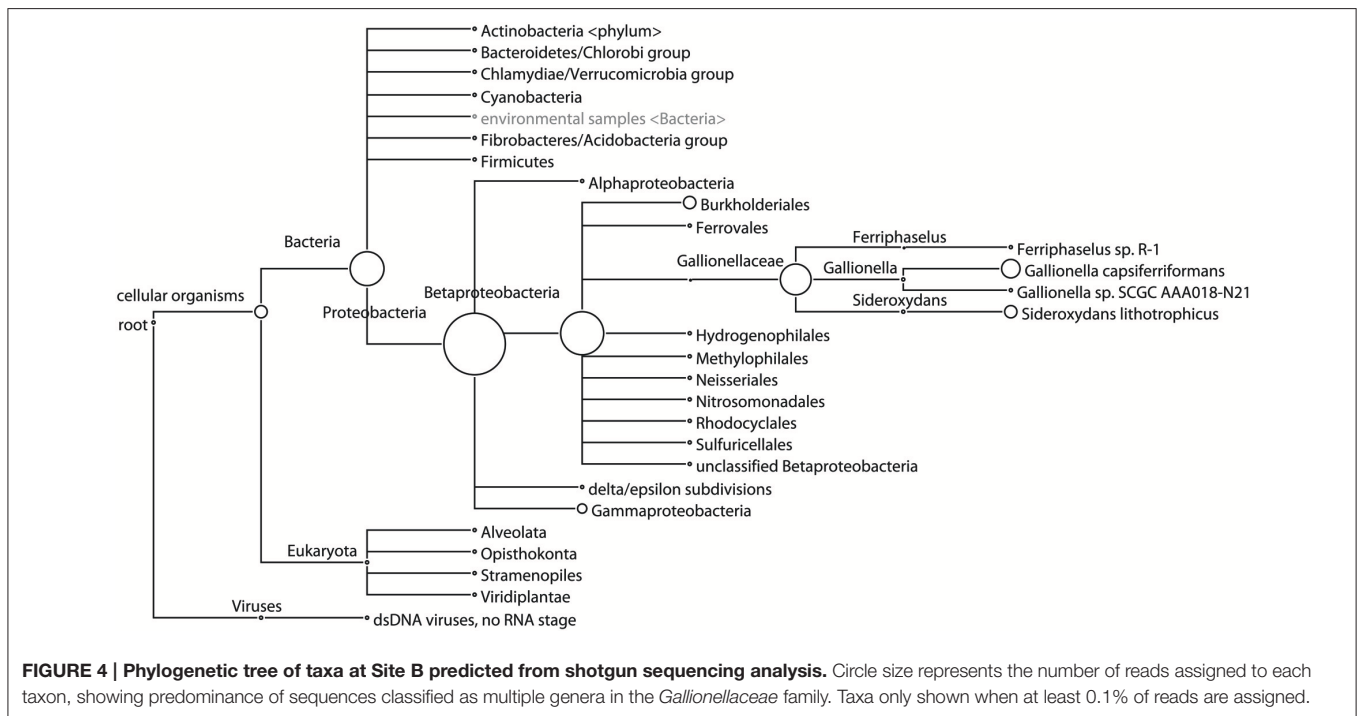 Actinobacteria <phylum>
Bacteroidetes/Chlorobi group
Chlamydiae/Verrucomicrobia group
Cyanobacteria
environmental samples <Bacteria>
Fibrobacteres/Acidobacteria group
Firmicutes
Alphaproteobacteria
Burkholderiales
Ferrovales
Bacteria
Ferriphaselus
Ferriphaselus sp. R-1
Gallionellaceae
Gallionella
Gallionella capsiferriformans
Gallionella sp. SCGC AAA018-N21
Sideroxydans
Sideroxydans lithotrophicus
cellular organisms
Betaproteobacteria
root
Proteobacteria
Hydrogenophilales
Methylophilales
Neisseriales
Nitrosomonadales
Rhodocyclales
Sulfuricellales
unclassified Betaproteobacteria
delta/epsilon subdivisions
Gammaproteobacteria
Alveolata
Eukaryota
Opisthokonta
Stramenopiles
Viridiplantae
Viruses
dsDNA viruses, no RNA stage
FIGURE 4 | Phylogenetic tree of taxa at Site B predicted from shotgun sequencing analysis. Circle size represents the number of reads assigned to each
taxon, showing predominance of sequences classified as multiple genera in the Gallionellaceae family. Taxa only shown when at least 0.1% of reads are assigned.